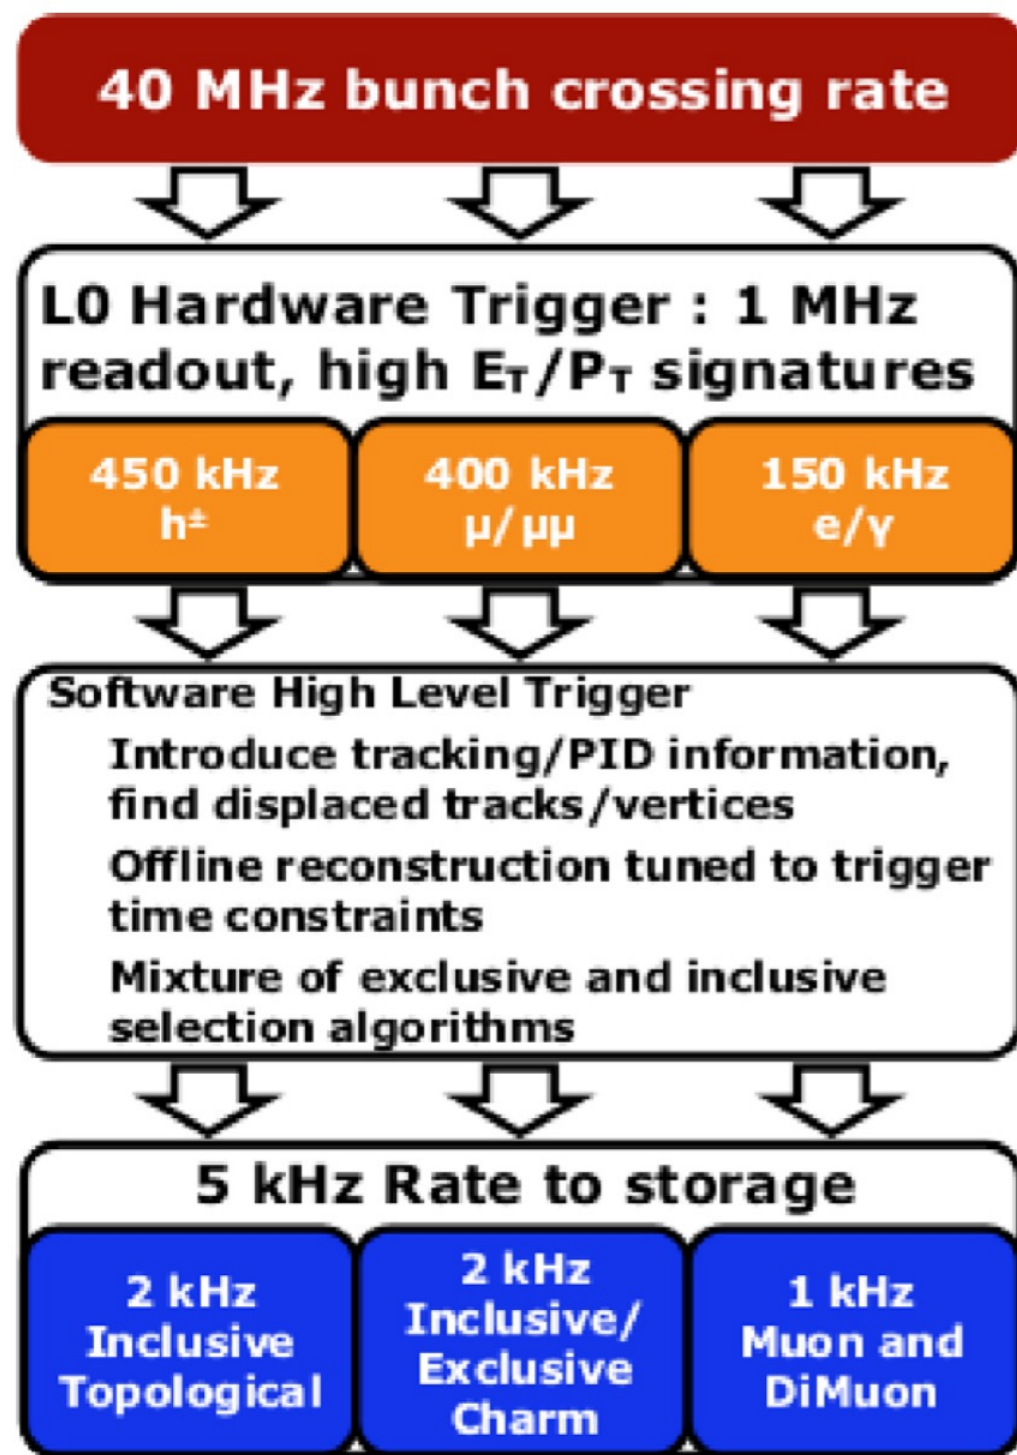 40 MHz bunch crossing rate
L0 Hardware Trigger : 1 MHz
readout, high E_T/P_T signatures
450 kHz
h±
400 kHz
µ/µµ
150 kHz
e/γ
Software High Level Trigger
Introduce tracking/PID information,
find displaced tracks/vertices
Offline reconstruction tuned to trigger
time constraints
Mixture of exclusive and inclusive
selection algorithms
5 kHz Rate to storage
2 kHz
Inclusive
Topological
2 kHz
Inclusive/
Exclusive
Charm
1 kHz
Muon and
DiMuon